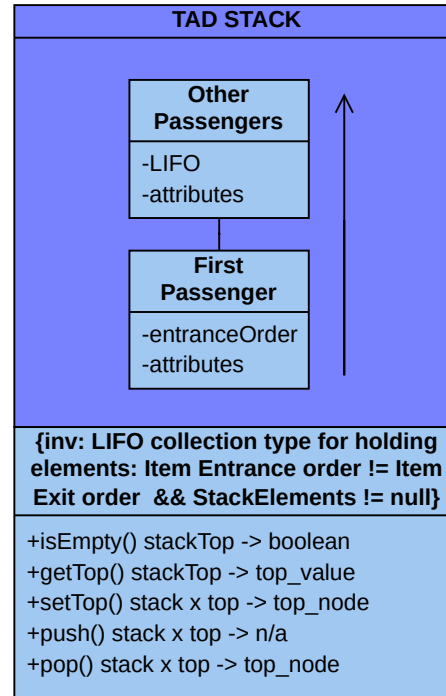 TAD STACK
Other
Passengers
-LIFO
-attributes
First
Passenger
-entranceOrder
-attributes
{inv: LIFO collection type for holding
elements: Item Entrance order != Item
Exit order && StackElements != null}
+isEmpty() stackTop -> boolean
+getTop() stackTop -> top_value
+setTop() stack x top -> top_node
+push() stack x top -> n/a
+pop() stack x top -> top_node